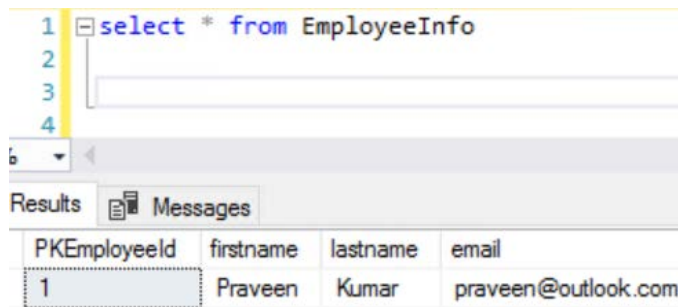 1 select * from EmployeeInfo
2
3
4
Results Messages
PKEmployeeId firstname lastname email
1 Praveen Kumar praveen@outlook.com